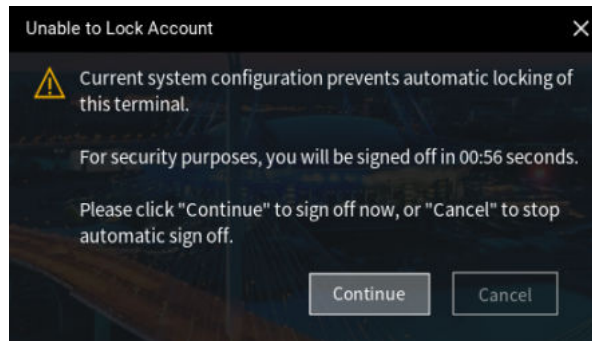 Unable to Lock Account
Current system configuration prevents automatic locking of
this terminal.
For security purposes, you will be signed off in 00:56 seconds.
Please click "Continue" to sign off now, or "Cancel" to stop
automatic sign off.
Continue Cancel